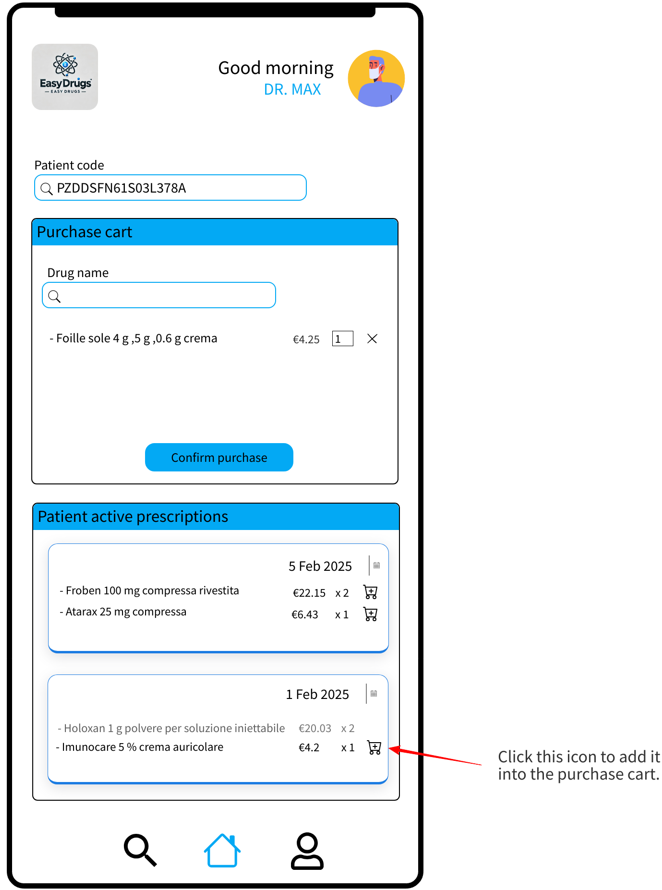 EasyDrugs
— EASY DRUGS —
Good morning
DR. MAX
Patient code
PZDDSFN61S03L378A
Purchase cart
Drug name
- Foille sole 4 g ,5 g ,0.6 g crema €4.25 1
Confirm purchase
Patient active prescriptions
5 Feb 2025
- Froben 100 mg compressa rivestita €22.15 x 2
- Atarax 25 mg compressa €6.43 x 1
1 Feb 2025
- Holoxan 1 g polvere per soluzione iniettabile €20.03 x 2
- Imunocare 5 % crema auricolare €4.2 x 1
Click this icon to add it
into the purchase cart.